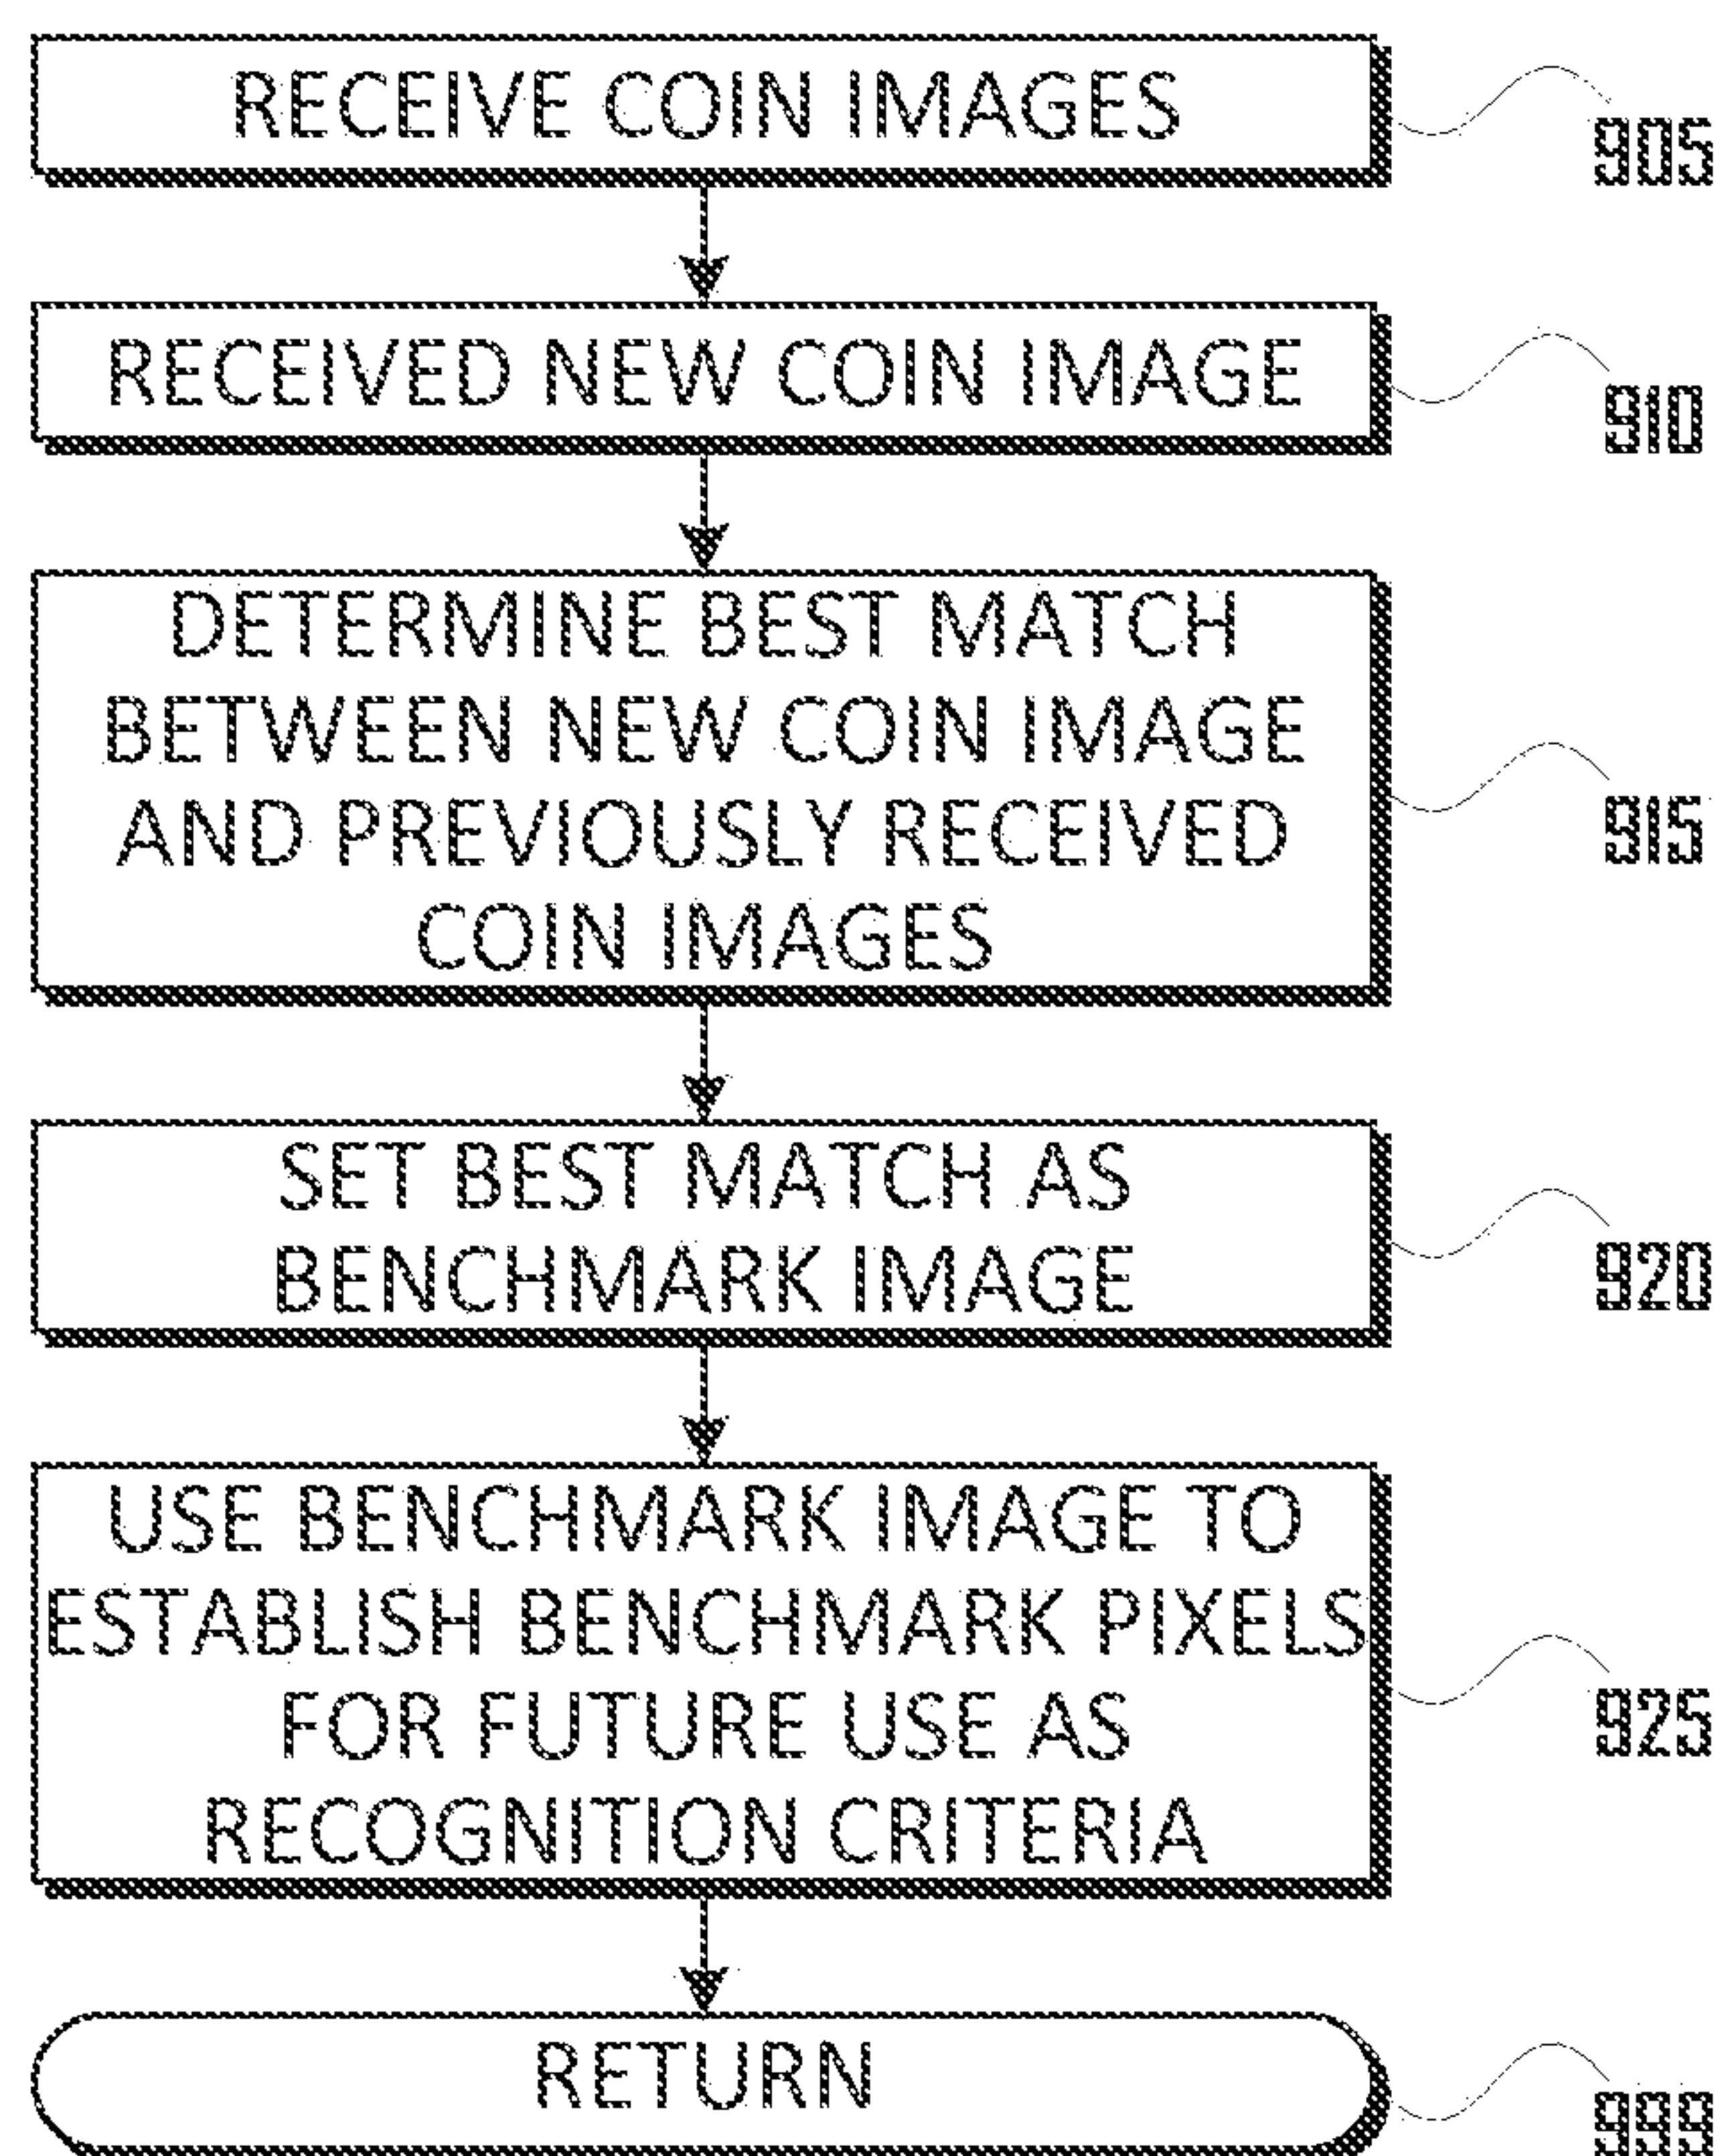 RECEIVE COIN IMAGES
905
RECEIVED NEW COIN IMAGE
910
DETERMINE BEST MATCH
BETWEEN NEW COIN IMAGE
AND PREVIOUSLY RECEIVED
COIN IMAGES
915
SET BEST MATCH AS
BENCHMARK IMAGE
920
USE BENCHMARK IMAGE TO
ESTABLISH BENCHMARK PIXELS
FOR FUTURE USE AS
RECOGNITION CRITERIA
925
RETURN
999